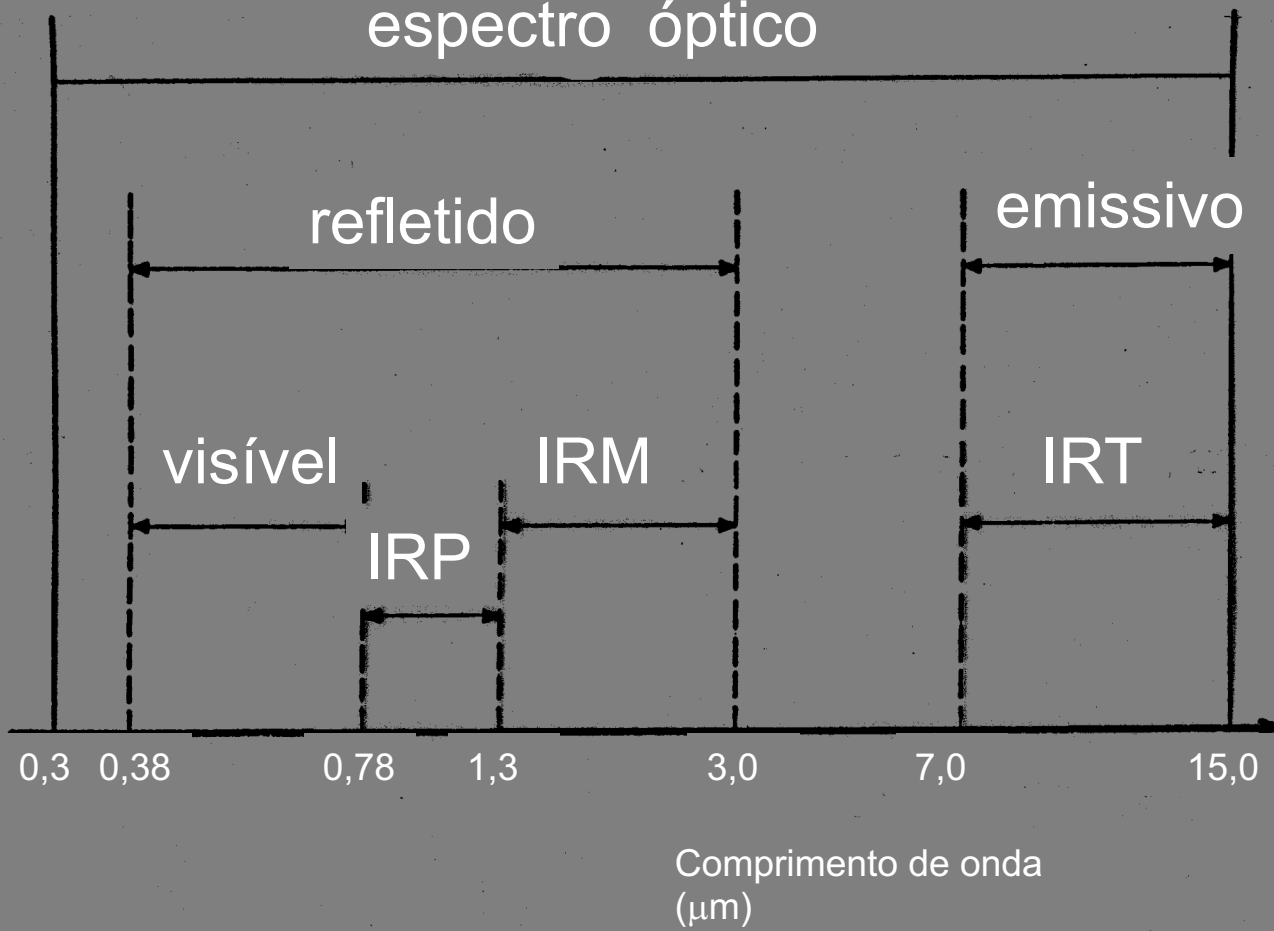 espectro óptico
refletido
emissivo
visível
IRM
IRT
IRP
0,3 0,38 0,78 1,3 3,0 7,0 15,0
Comprimento de onda
(μm)